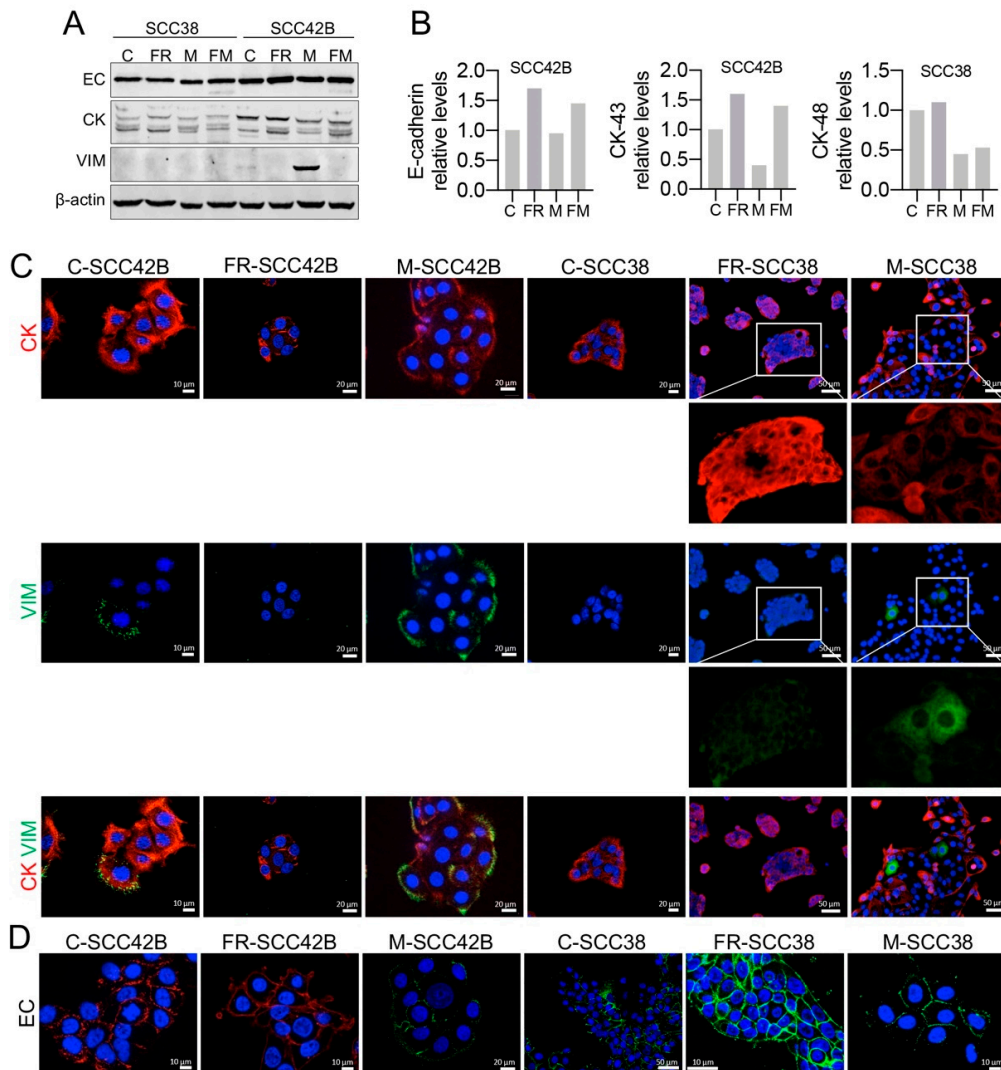 A
SCC38 SCC42B
C FR M FM C FR M FM
EC
CK
VIM
β-actin
B
SCC42B
E-cadherin
relative levels
2.0
1.5
1.0
0.5
0.0
C FR M FM
SCC42B
CK-43
relative levels
2.0
1.5
1.0
0.5
0.0
C FR M FM
SCC38
CK-48
relative levels
1.5
1.0
0.5
0.0
C FR M FM
C
C-SCC42B FR-SCC42B M-SCC42B C-SCC38 FR-SCC38 M-SCC38
CK
10 µm 20 µm 20 µm 20 µm 50 µm 50 µm
VIM
10 µm 20 µm 20 µm 20 µm 50 µm 50 µm
CK VIM
10 µm 20 µm 20 µm 20 µm 50 µm 50 µm
D
C-SCC42B FR-SCC42B M-SCC42B C-SCC38 FR-SCC38 M-SCC38
EC
10 µm 10 µm 20 µm 50 µm 10 µm 10 µm